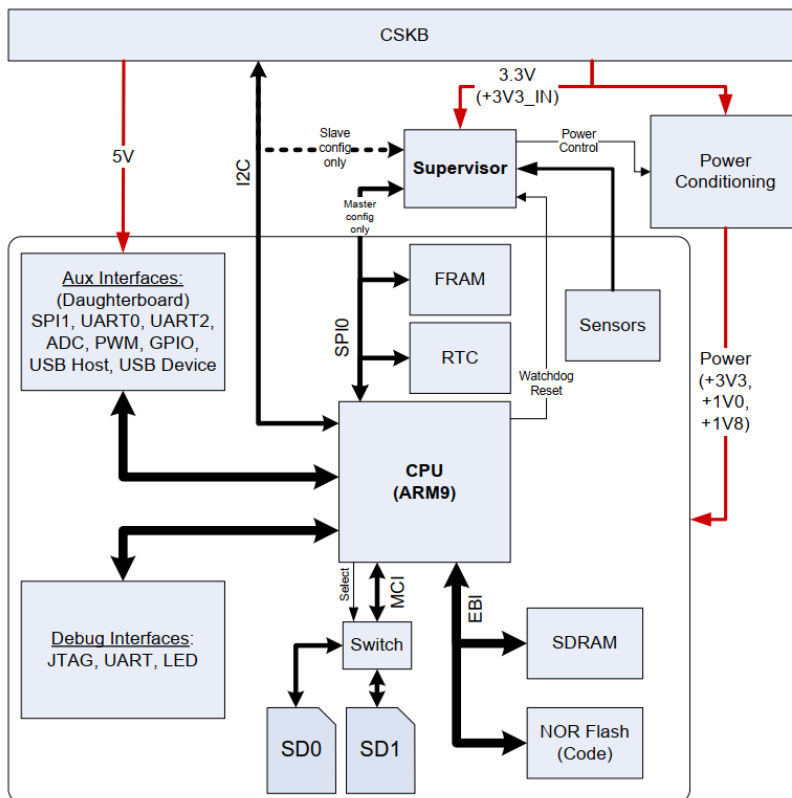 CSKB
3.3V
(+3V3_IN)
5V
I2C
Slave
config
only
Supervisor
Power
Control
Power
Conditioning
Master
config
only
Aux Interfaces:
(Daughterboard)
SPI1, UART0, UART2,
ADC, PWM, GPIO,
USB Host, USB Device
SPI0
FRAM
RTC
Sensors
Watchdog
Reset
Power
(+3V3,
+1V0,
+1V8)
CPU
(ARM9)
Debug Interfaces:
JTAG, UART, LED
Select
MCI
EBI
Switch
SDRAM
SD0
SD1
NOR Flash
(Code)